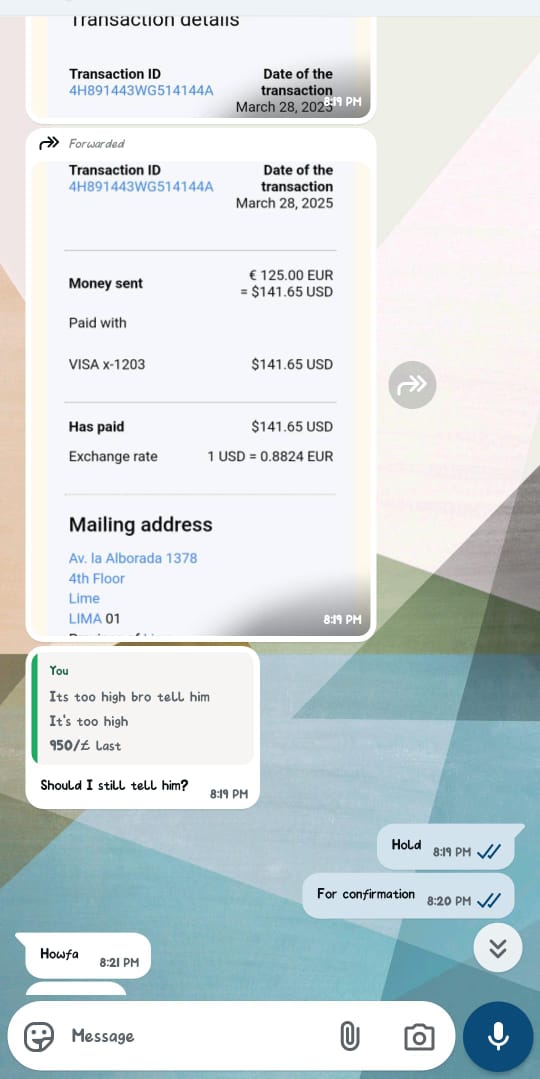 Transaction details
Transaction ID
Date of the
4H891443WG514144A
transaction
March 28, 2025
8:19 PM
Forwarded
Transaction ID
Date of the
4H891443WG514144A
transaction
March 28, 2025
Money sent
€ 125.00 EUR
= $141.65 USD
Paid with
VISA x-1203
$141.65 USD
Has paid
$141.65 USD
Exchange rate
1 USD = 0.8824 EUR
Mailing address
Av. la Alborada 1378
4th Floor
Lime
LIMA 01
8:19 PM
You
Its too high bro tell him
It's too high
950/£ Last
Should I still tell him?
8:19 PM
Hold
8:19 PM
For confirmation
8:20 PM
Howfa
8:21 PM
Message